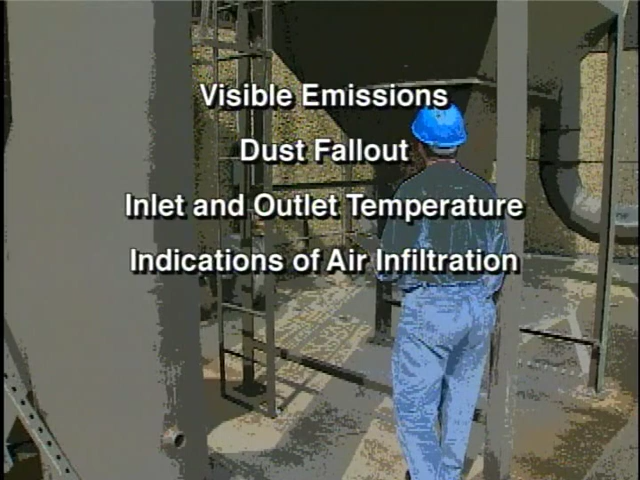 Visible Emissions
Dust Fallout
Inlet and Outlet Temperature
Indications of Air Infiltration